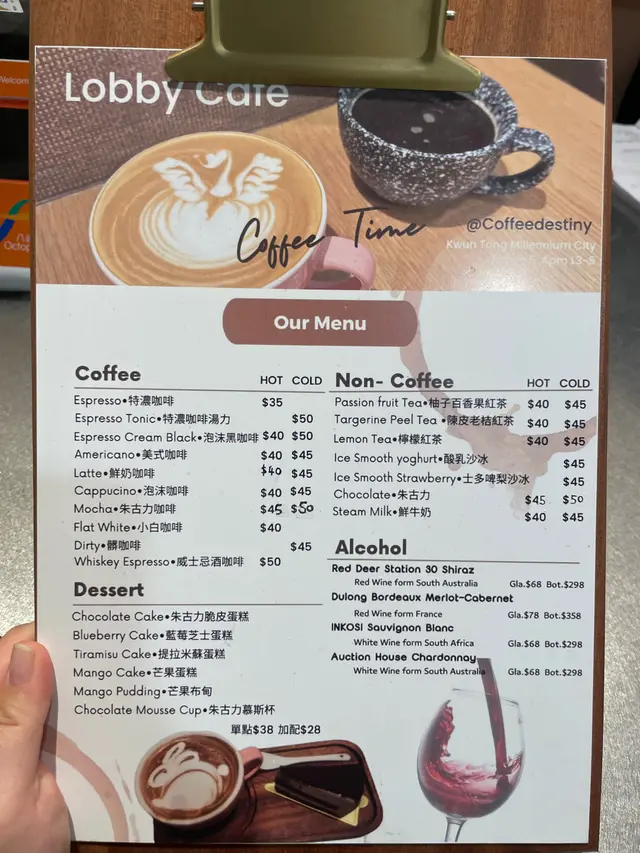 Lobby Cafe
Coffee Time
@Coffeedestiny
Kwun Tong Millennium City
Our Menu
Coffee HOT COLD
Espresso•特濃咖啡 $35
Espresso Tonic•特濃咖啡湯力 $50
Espresso Cream Black•泡沫黑咖啡 $40 $50
Americano•美式咖啡 $40 $45
Latte•鮮奶咖啡 $40 $45
Cappucino•泡沫咖啡 $40 $45
Mocha•朱古力咖啡 $45 $50
Flat White•小白咖啡 $40
Dirty•髒咖啡 $45
Whiskey Espresso•威士忌酒咖啡 $50
Dessert
Chocolate Cake•朱古力脆皮蛋糕
Blueberry Cake•藍莓芝士蛋糕
Tiramisu Cake•提拉米蘇蛋糕
Mango Cake•芒果蛋糕
Mango Pudding•芒果布甸
Chocolate Mousse Cup•朱古力慕斯杯
單點$38 加配$28
Non- Coffee HOT COLD
Passion fruit Tea•柚子百香果紅茶 $40 $45
Targerine Peel Tea •陳皮老桔紅茶 $40 $45
Lemon Tea•檸檬紅茶 $40 $45
Ice Smooth yoghurt•酸乳沙冰 $45
Ice Smooth Strawberry•士多啤梨沙冰 $45
Chocolate•朱古力 $45 $50
Steam Milk•鮮牛奶 $40 $45
Alcohol
Red Deer Station 30 Shiraz
Red Wine form South Australia Gla.$68 Bot.$298
Dulong Bordeaux Merlot-Cabernet
Red Wine form France Gla.$78 Bot.$358
INKOSI Sauvignon Blanc
White Wine form South Africa Gla.$68 Bot.$298
Auction House Chardonnay
White Wine form South Australia Gla.$68 Bot.$298